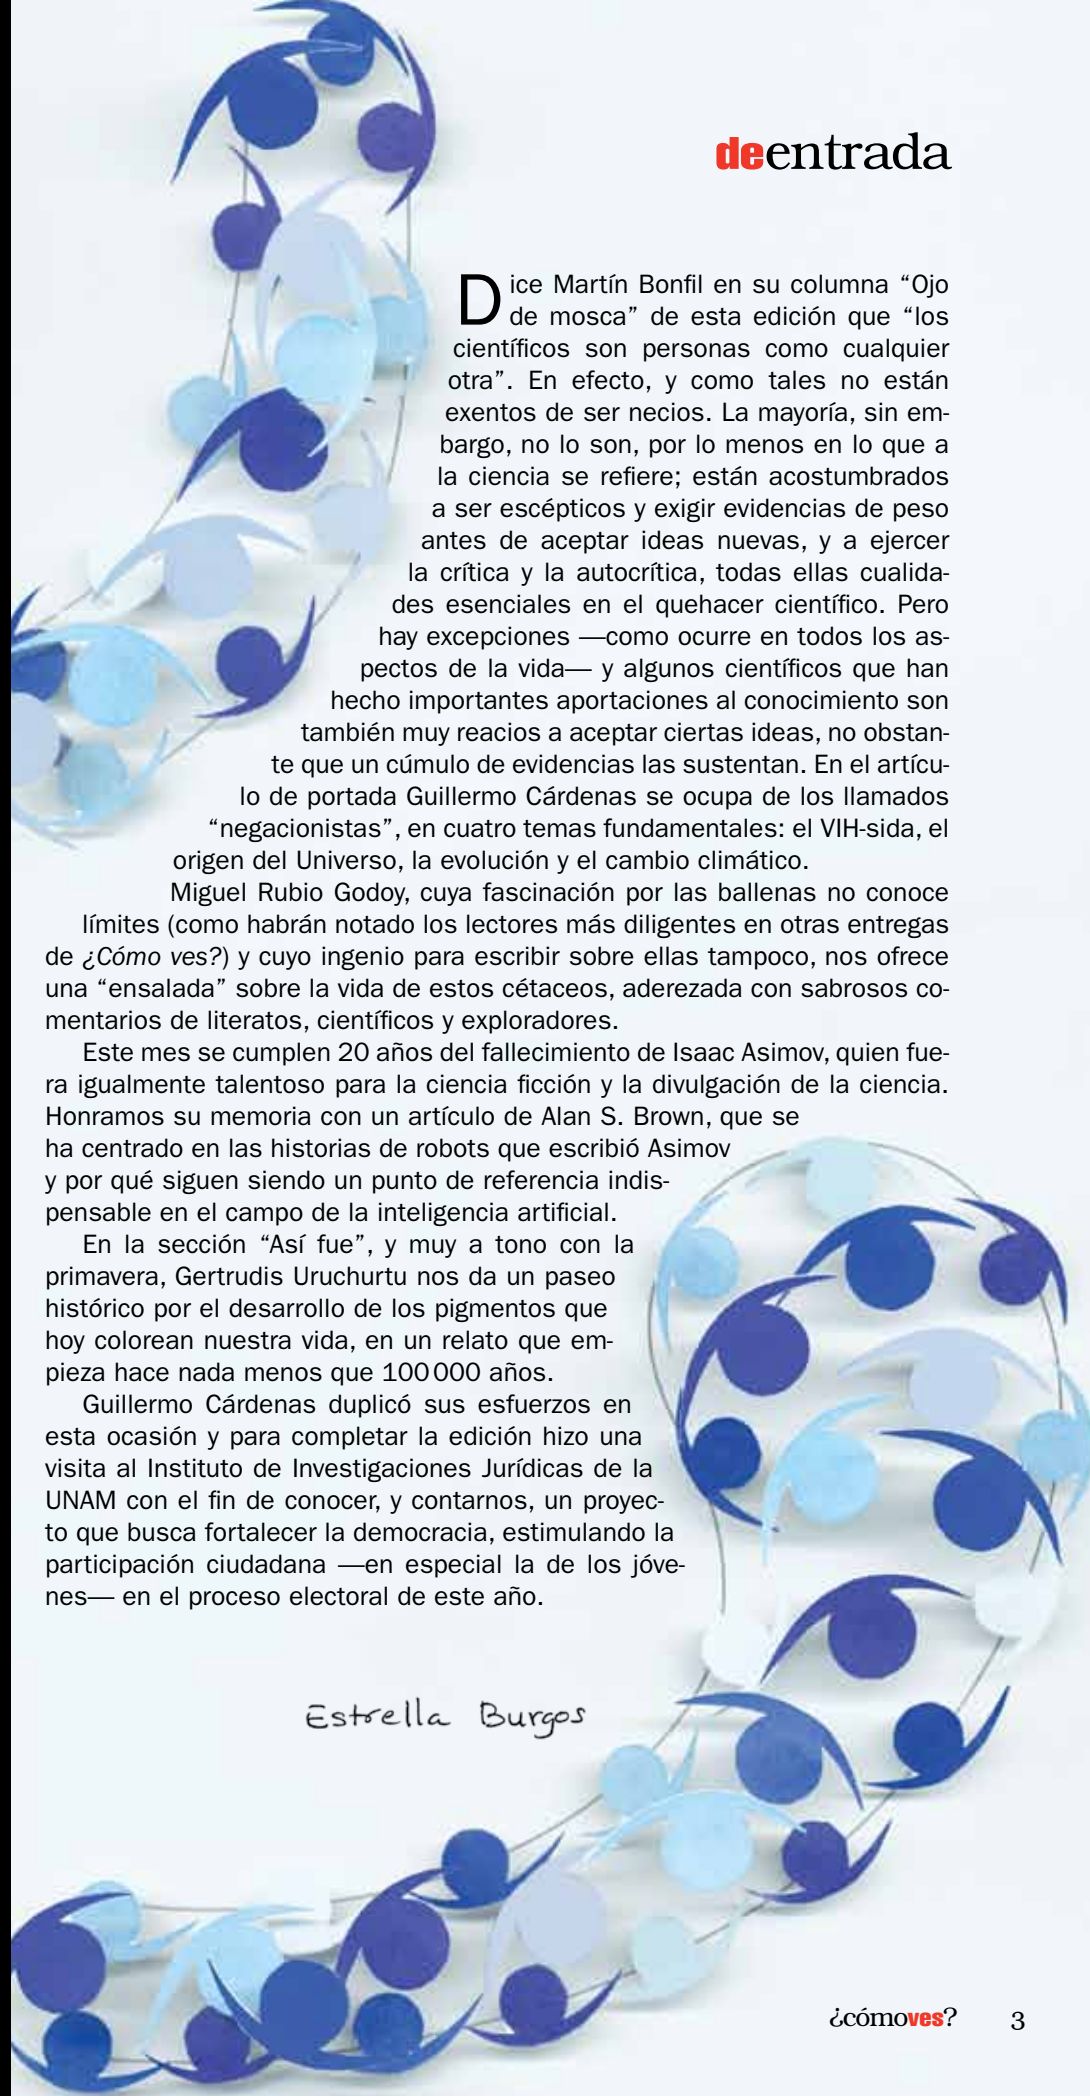 deentrada
Dice Martín Bonfil en su columna “Ojo
de mosca” de esta edición que “los
científicos son personas como cualquier
otra”. En efecto, y como tales no están
exentos de ser necios. La mayoría, sin em-
bargo, no lo son, por lo menos en lo que a
la ciencia se refiere; están acostumbrados
a ser escépticos y exigir evidencias de peso
antes de aceptar ideas nuevas, y a ejercer
la crítica y la autocrítica, todas ellas cualida-
des esenciales en el quehacer científico. Pero
hay excepciones —como ocurre en todos los as-
pectos de la vida— y algunos científicos que han
hecho importantes aportaciones al conocimiento son
también muy reacios a aceptar ciertas ideas, no obstan-
te que un cúmulo de evidencias las sustentan. En el artícu-
lo de portada Guillermo Cárdenas se ocupa de los llamados
“negacionistas”, en cuatro temas fundamentales: el VIH-sida, el
origen del Universo, la evolución y el cambio climático.
Miguel Rubio Godoy, cuya fascinación por las ballenas no conoce
límites (como habrán notado los lectores más diligentes en otras entregas
de ¿Cómo ves?) y cuyo ingenio para escribir sobre ellas tampoco, nos ofrece
una “ensalada” sobre la vida de estos cétaceos, aderezada con sabrosos co-
mentarios de literatos, científicos y exploradores.
Este mes se cumplen 20 años del fallecimiento de Isaac Asimov, quien fue-
ra igualmente talentoso para la ciencia ficción y la divulgación de la ciencia.
Honramos su memoria con un artículo de Alan S. Brown, que se
ha centrado en las historias de robots que escribió Asimov
y por qué siguen siendo un punto de referencia indis-
pensable en el campo de la inteligencia artificial.
En la sección “Así fue”, y muy a tono con la
primavera, Gertrudis Uruchurtu nos da un paseo
histórico por el desarrollo de los pigmentos que
hoy colorean nuestra vida, en un relato que em-
pieza hace nada menos que 100 000 años.
Guillermo Cárdenas duplicó sus esfuerzos en
esta ocasión y para completar la edición hizo una
visita al Instituto de Investigaciones Jurídicas de la
UNAM con el fin de conocer, y contarnos, un proyec-
to que busca fortalecer la democracia, estimulando la
participación ciudadana —en especial la de los jóve-
nes— en el proceso electoral de este año.
Estrella Burgos
¿cómoves? 3